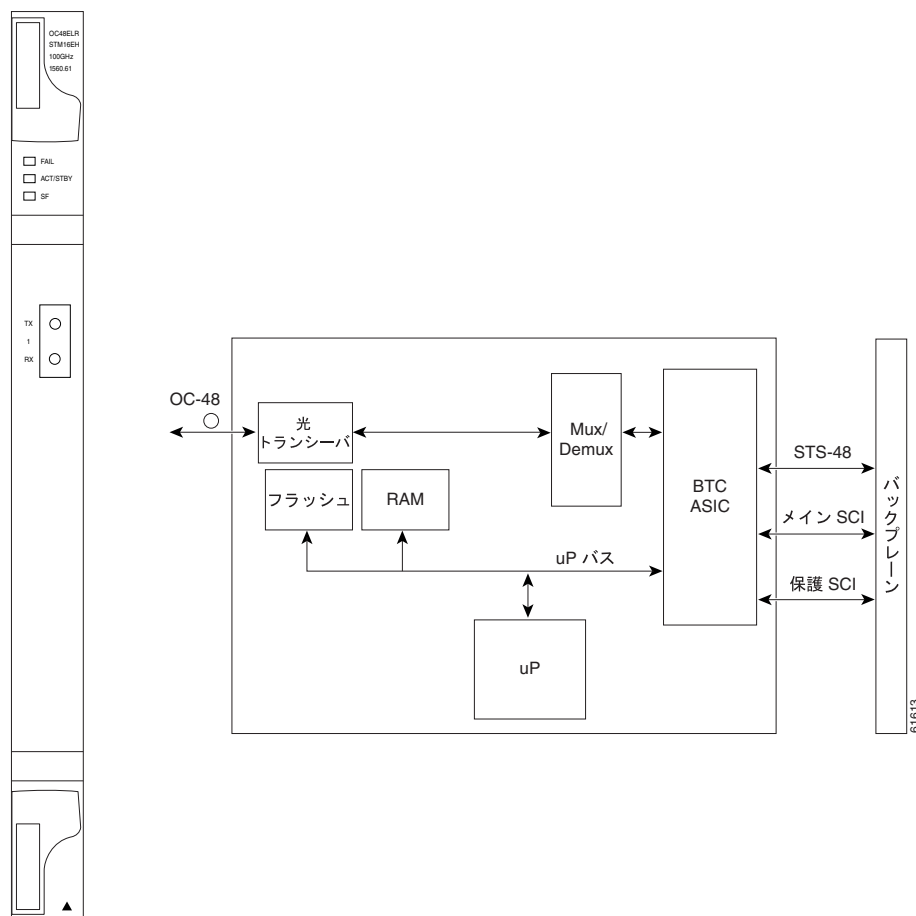 OC48ELR
STM16EH
100GHz
1560.61
FAIL
ACT/STBY
SF
TX
1
RX
OC-48
光
トランシーバ
フラッシュ
RAM
Mux/
Demux
BTC
ASIC
uP バス
uP
STS-48
メイン SCI
保護 SCI
バックプレーン
61613